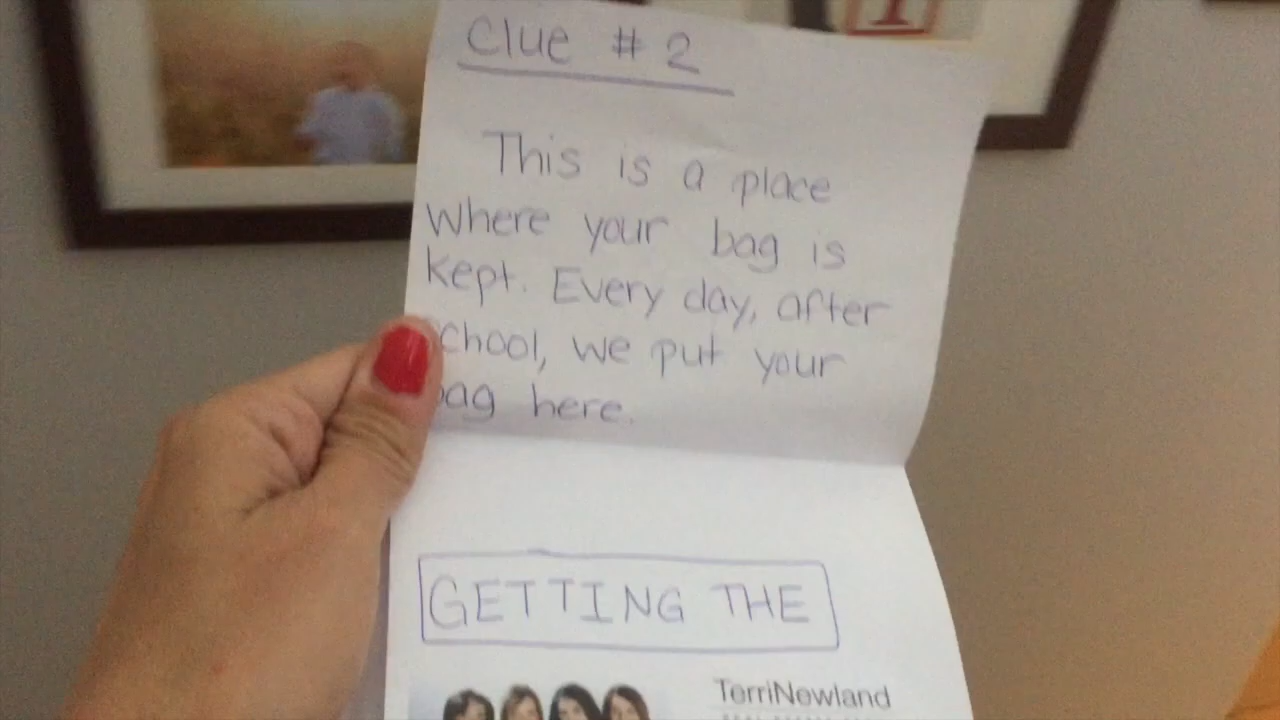 Clue # 2
This is a place
where your bag is
kept. Every day, after
school, we put your
bag here.
GETTING THE
TerriNewland